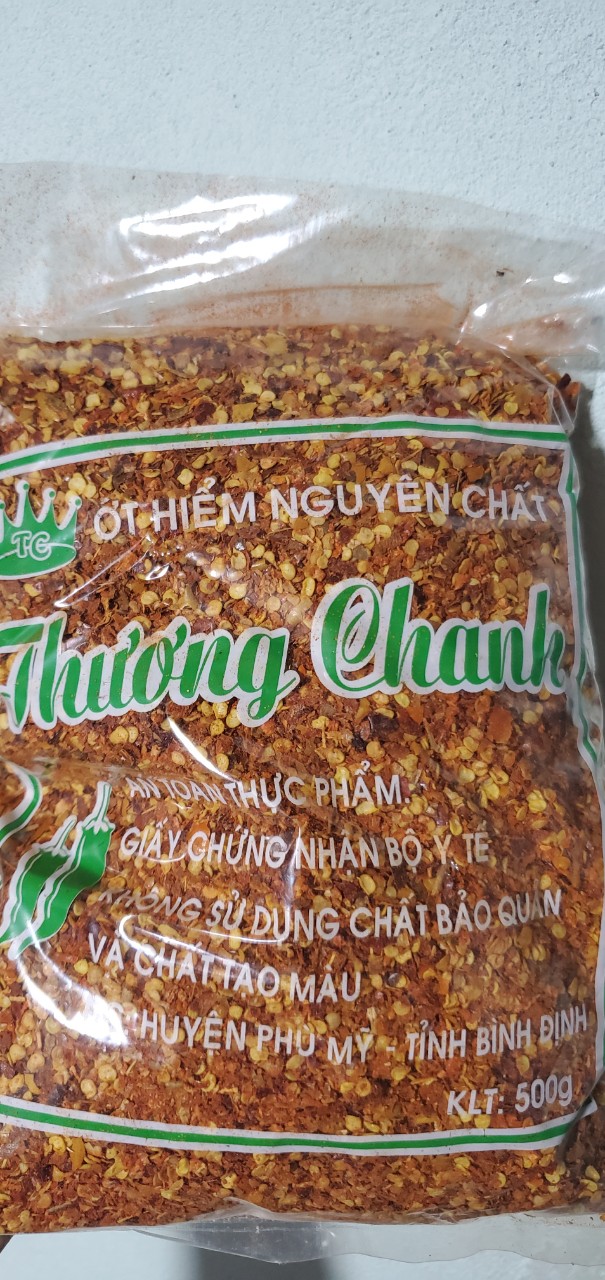 TC
ỚT HIỂM NGUYÊN CHẤT
Thương Chanh
AN TOÀN THỰC PHẨM.
GIẤY CHỨNG NHẬN BỘ Y TẾ
KHÔNG SỬ DỤNG CHẤT BẢO QUẢN
VÀ CHẤT TẠO MÀU
HUYỆN PHÙ MỸ - TỈNH BÌNH ĐỊNH
KLT: 500g